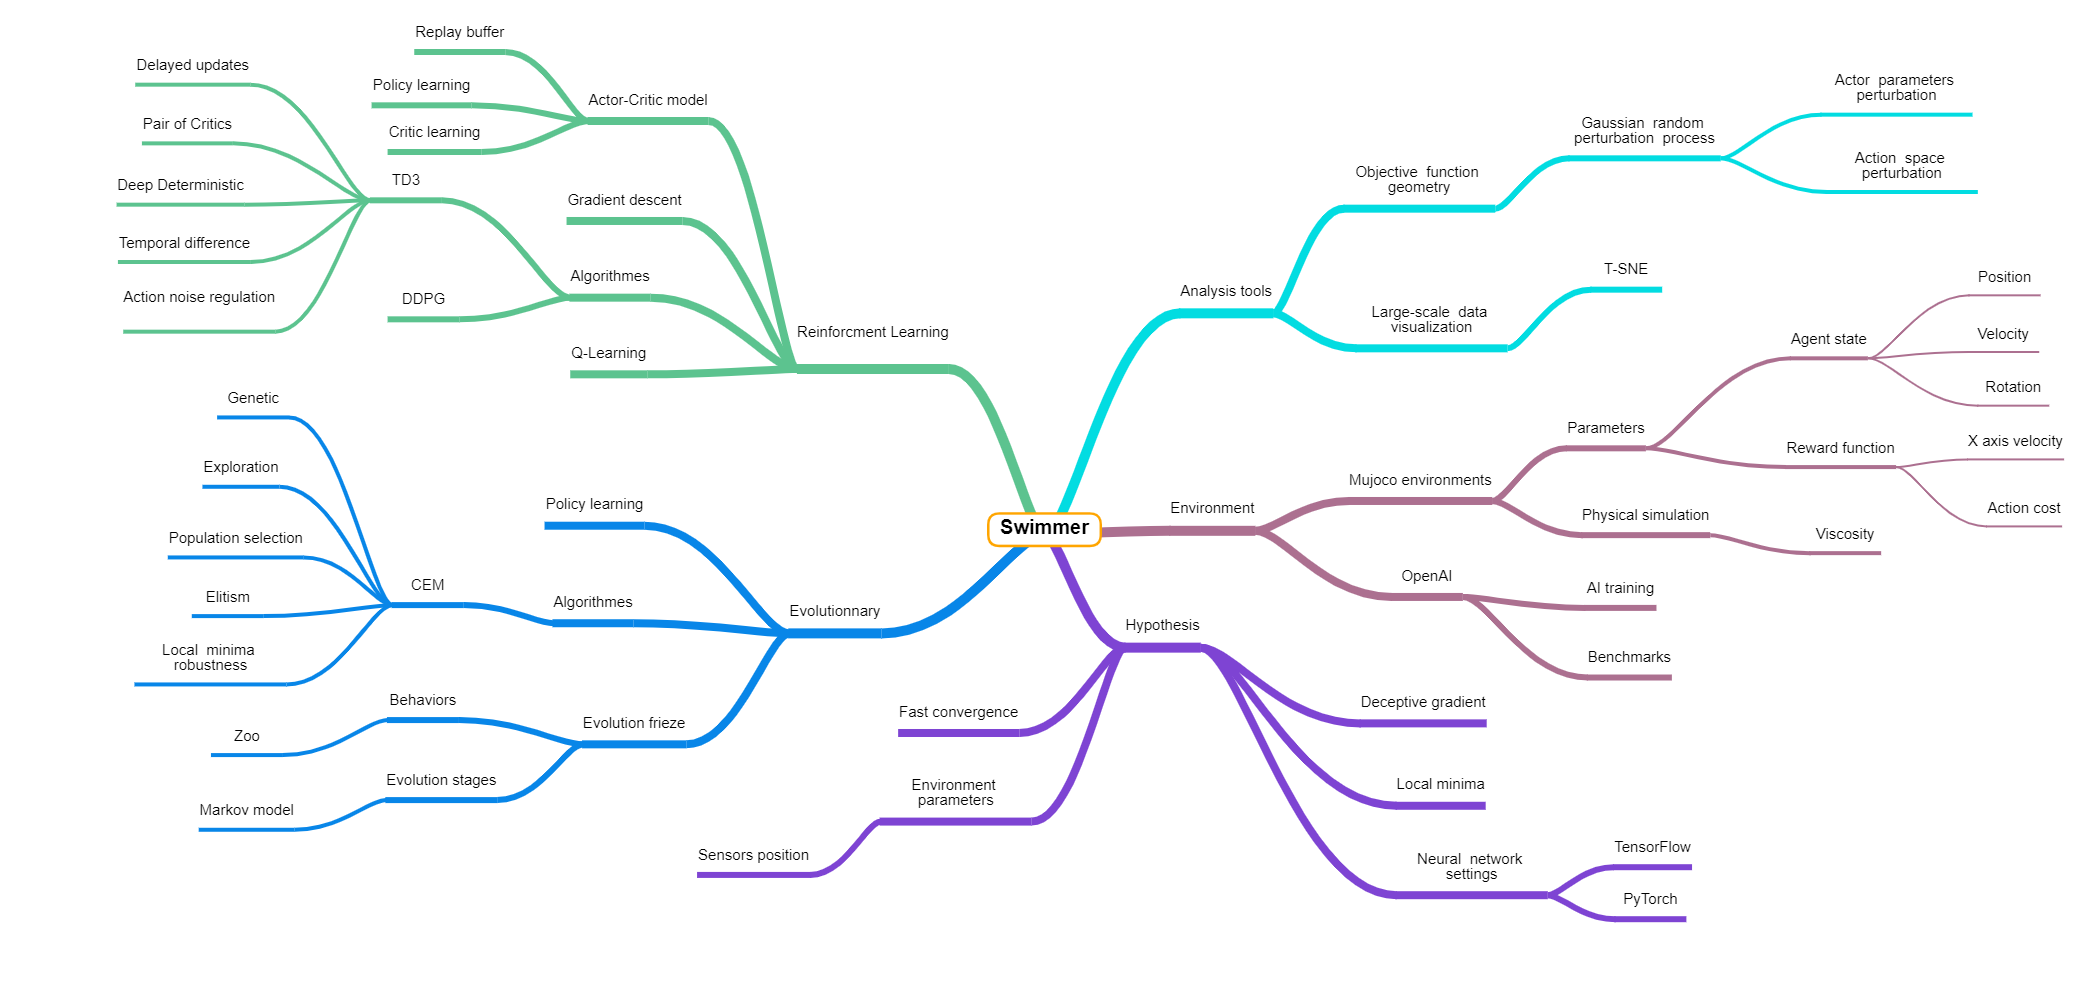 Swimmer
Reinforcment Learning
Actor-Critic model
Replay buffer
Policy learning
Critic learning
Gradient descent
Algorithmes
TD3
Delayed updates
Pair of Critics
Deep Deterministic
Temporal difference
Action noise regulation
DDPG
Q-Learning
Evolutionnary
Policy learning
Algorithmes
CEM
Genetic
Exploration
Population selection
Elitism
Local minima
robustness
Evolution frieze
Behaviors
Zoo
Evolution stages
Markov model
Analysis tools
Objective function
geometry
Gaussian random
perturbation process
Actor parameters
perturbation
Action space
perturbation
Large-scale data
visualization
T-SNE
Environment
Mujoco environments
Parameters
Agent state
Position
Velocity
Rotation
Reward function
X axis velocity
Action cost
Physical simulation
Viscosity
OpenAI
AI training
Benchmarks
Hypothesis
Fast convergence
Environment
parameters
Sensors position
Deceptive gradient
Local minima
Neural network
settings
TensorFlow
PyTorch